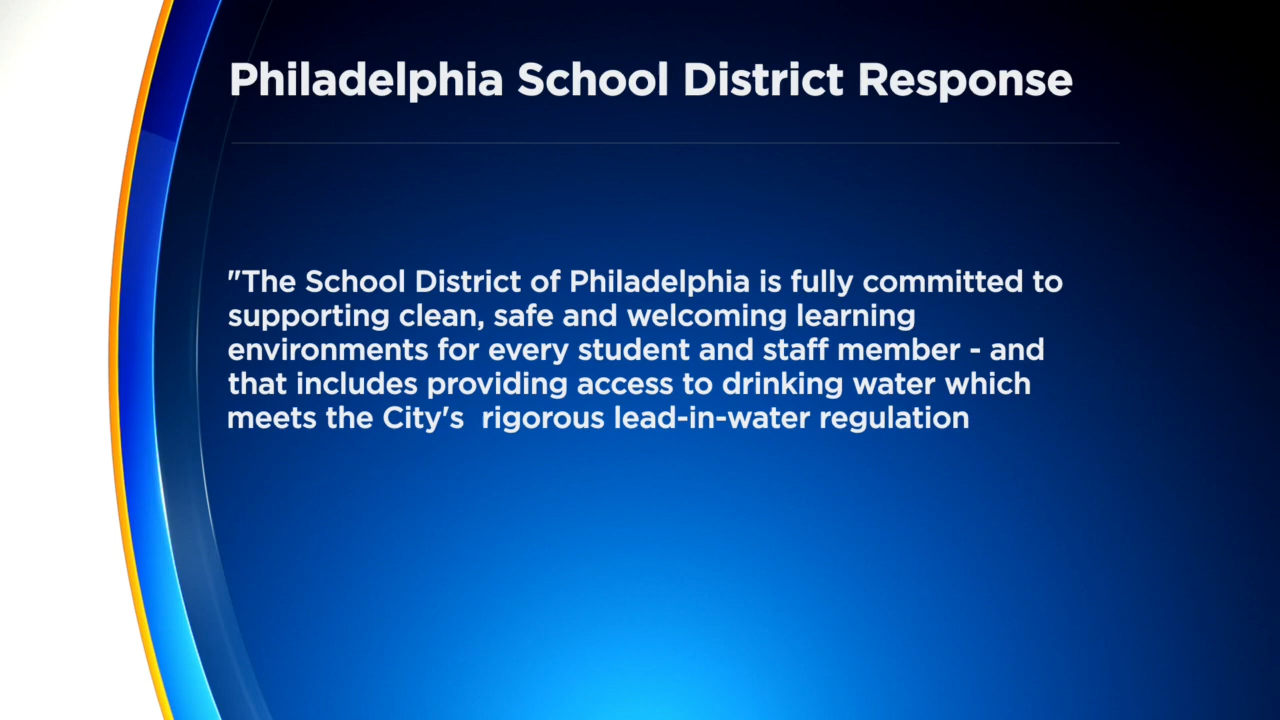 Philadelphia School District Response
"The School District of Philadelphia is fully committed to
supporting clean, safe and welcoming learning
environments for every student and staff member - and
that includes providing access to drinking water which
meets the City's  rigorous lead-in-water regulation